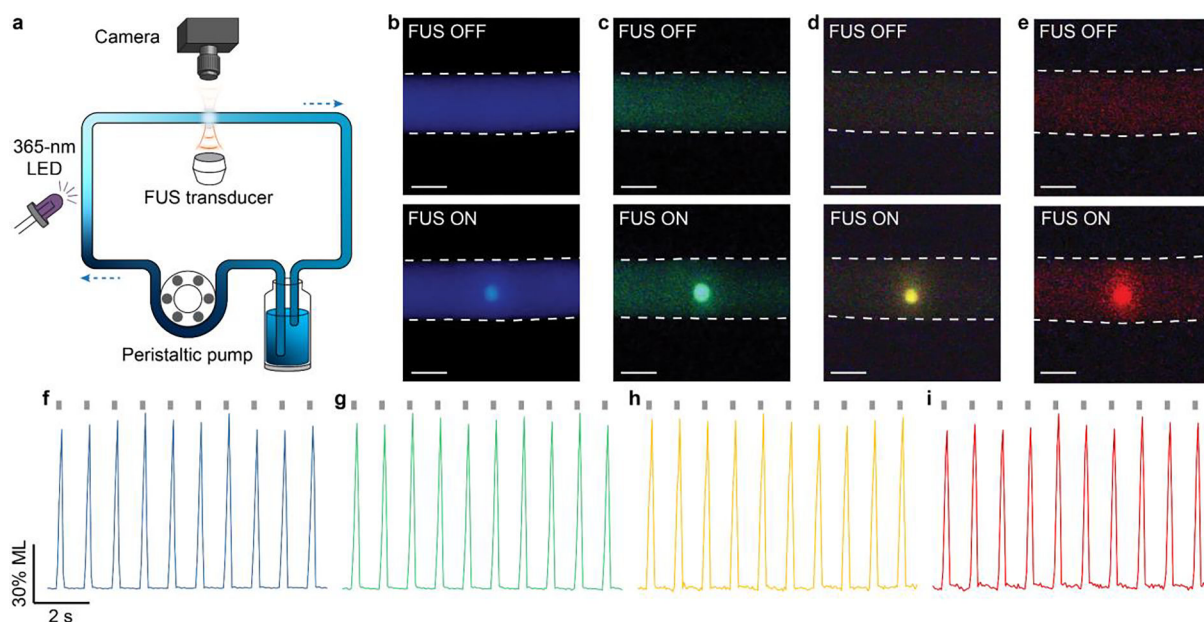 a
Camera
365-nm
LED
FUS transducer
Peristaltic pump
b
FUS OFF
FUS ON
c
FUS OFF
FUS ON
d
FUS OFF
FUS ON
e
FUS OFF
FUS ON
f
g
h
i
30% ML
2 s